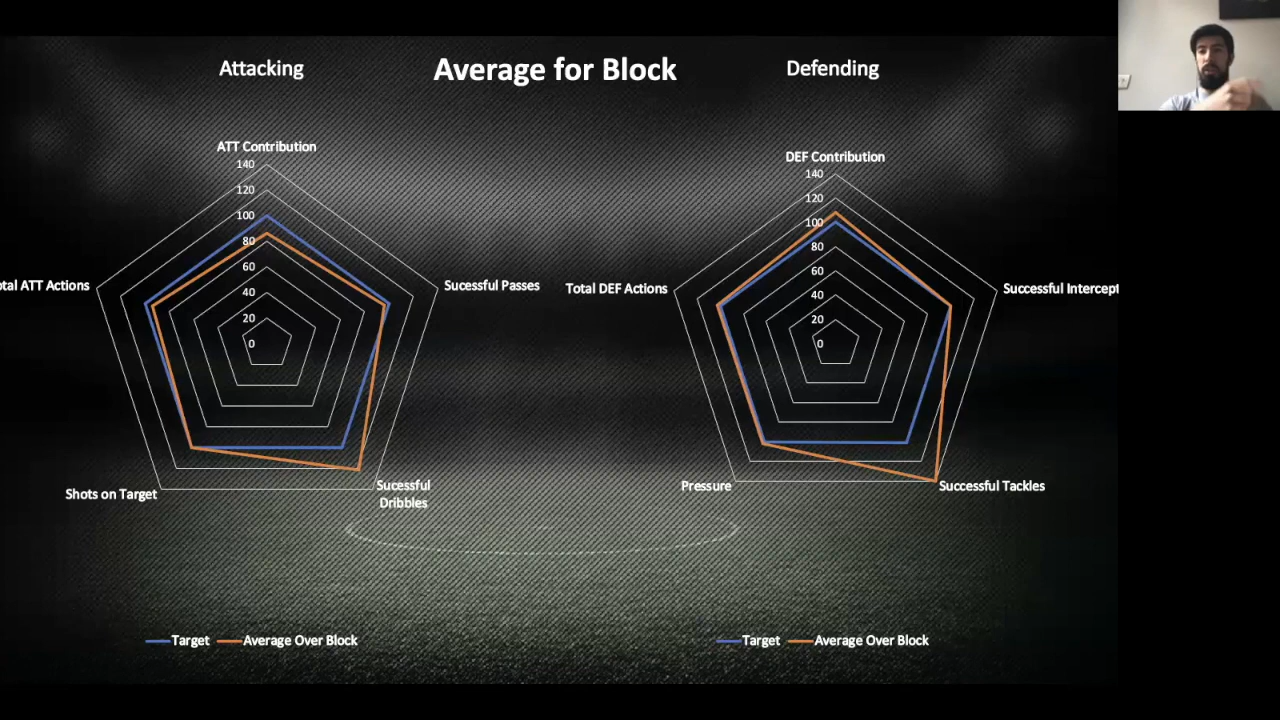 Attacking
Average for Block
Defending
ATT Contribution
140
120
100
80
60
40
20
0
otal ATT Actions
Sucessful Passes
Shots on Target
Sucessful
Dribbles
Target
Average Over Block
DEF Contribution
140
120
100
80
60
40
20
0
Total DEF Actions
Successful Intercept
Pressure
Successful Tackles
Target
Average Over Block